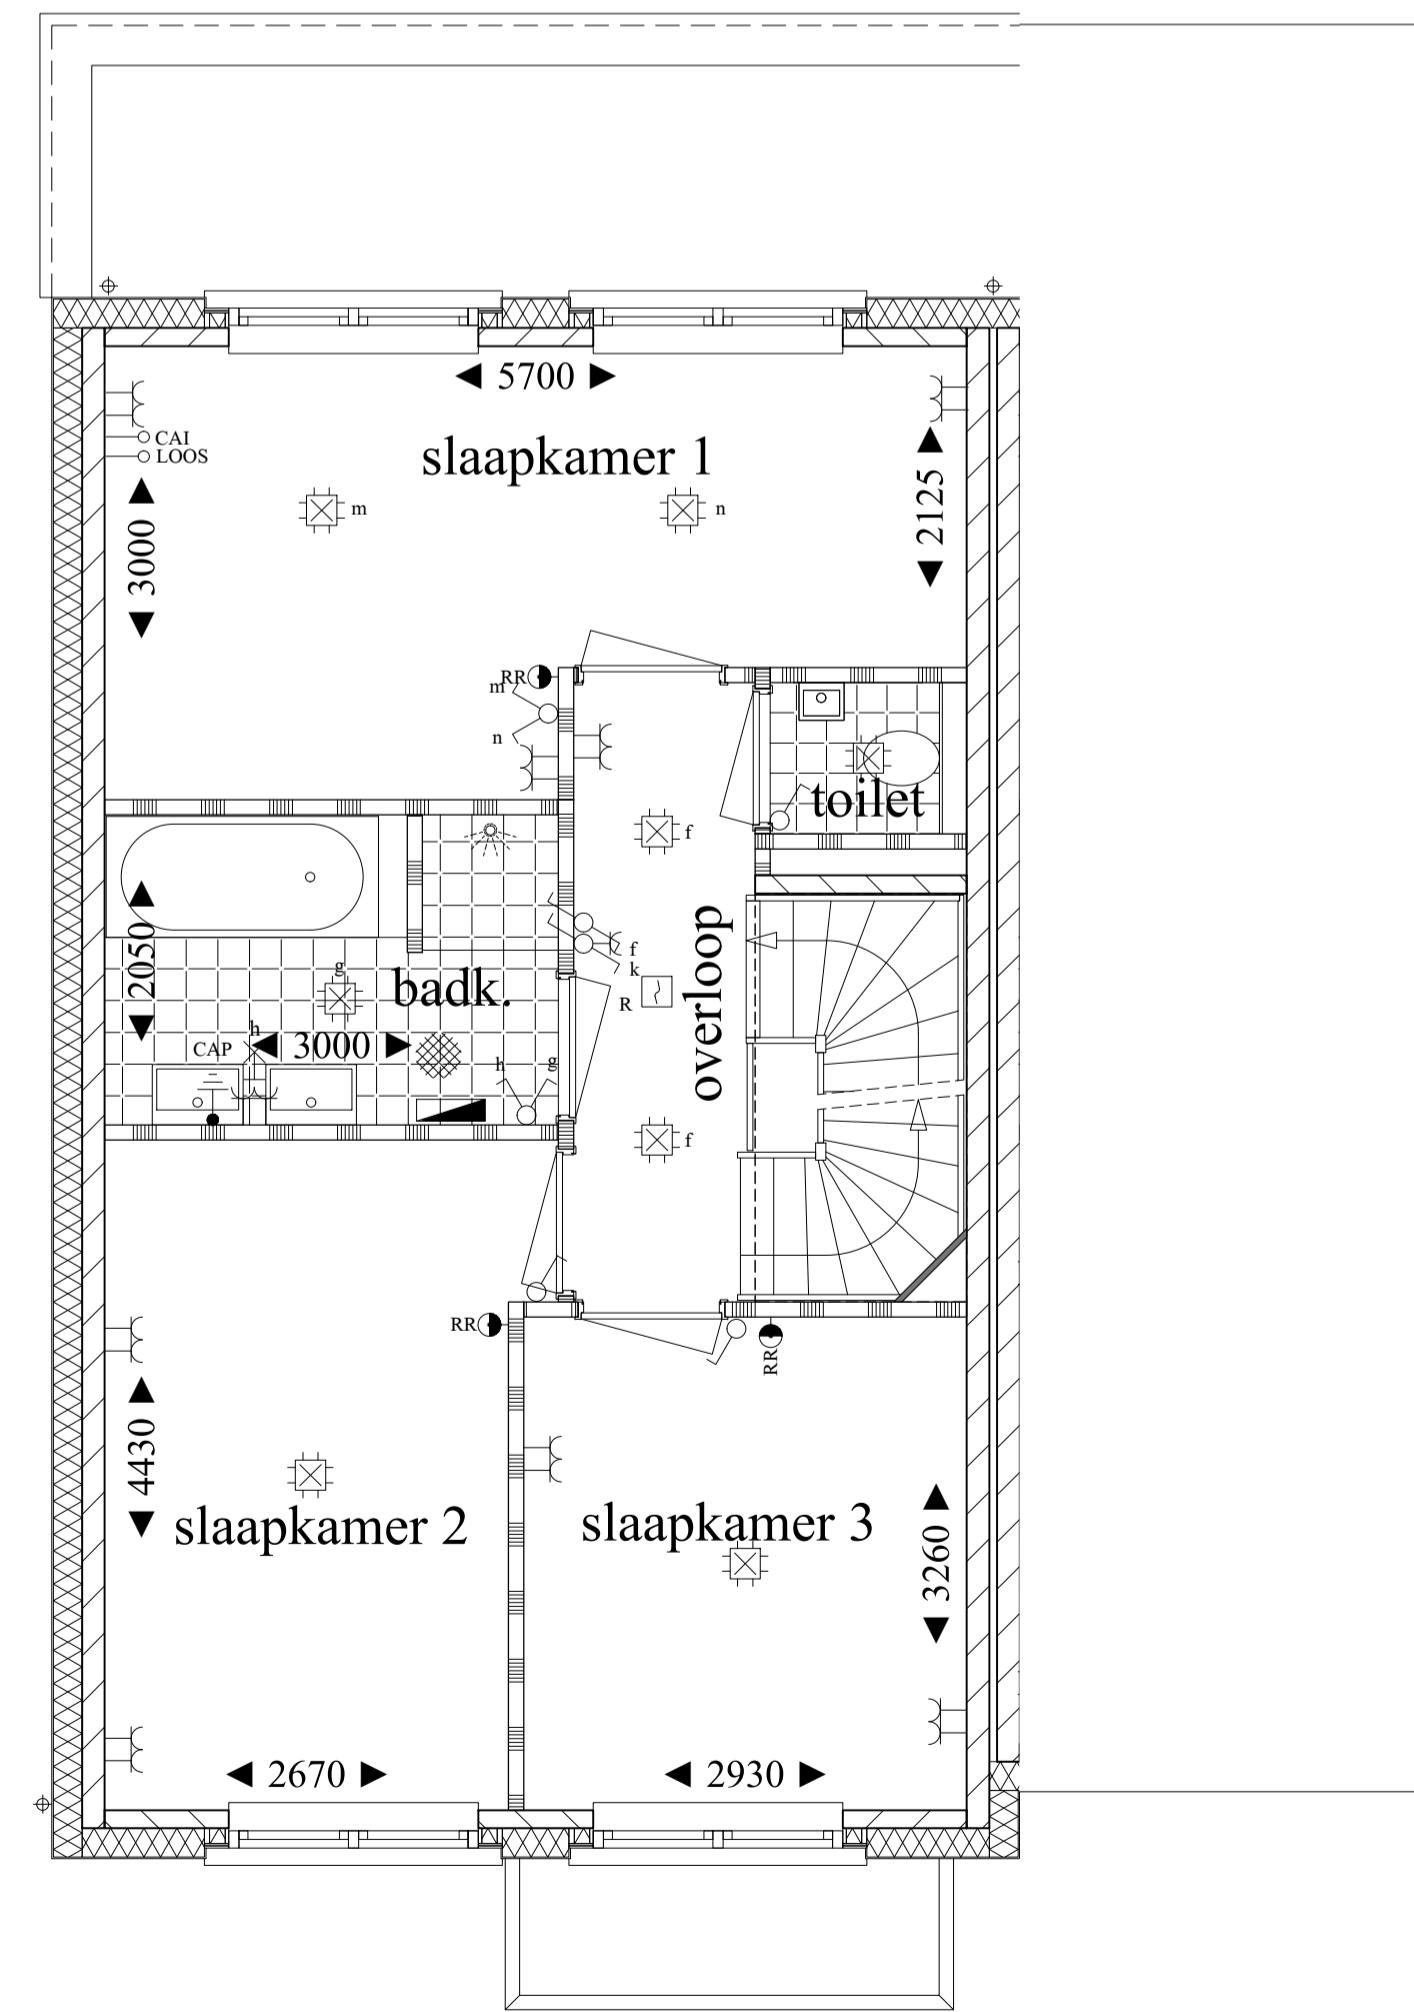 5700
slaapkamer 1
CAI
LOOS
m
n
3000
2125
RR
m
n
toilet
f
overloop
2050
badk.
g
f
k
R
h
CAP
3000
h
g
f
RR
RR
4430
slaapkamer 2
slaapkamer 3
3260
2670
2930